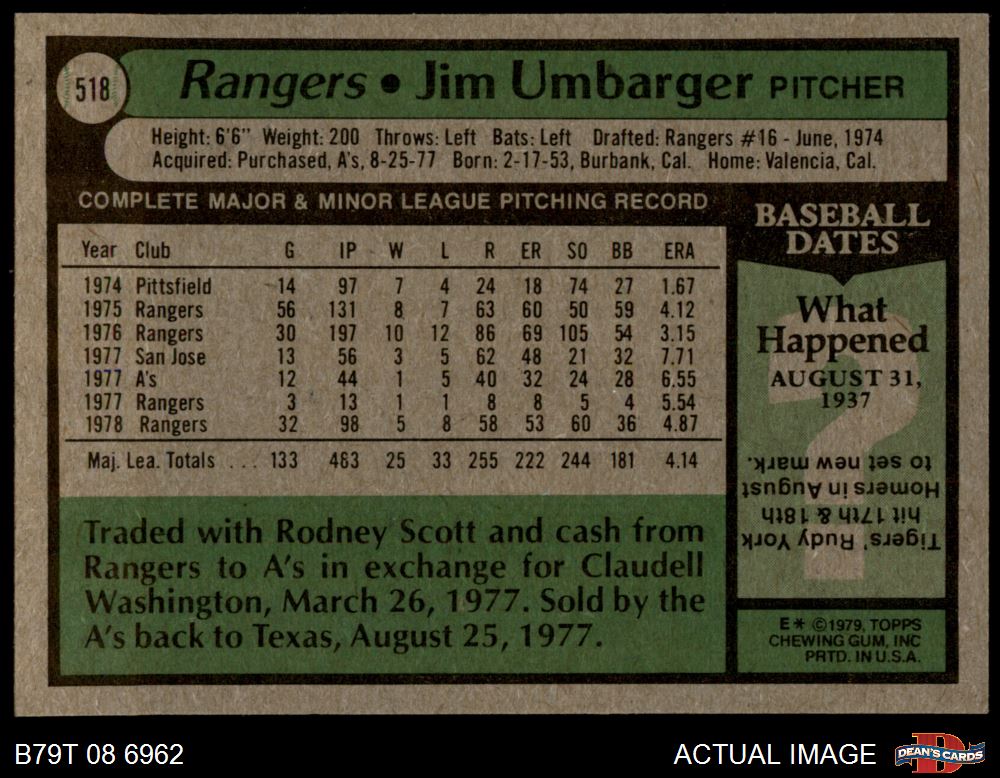 518
Rangers • Jim Umbarger PITCHER
Height: 6'6" Weight: 200 Throws: Left Bats: Left Drafted: Rangers #16 - June, 1974
Acquired: Purchased, A's, 8-25-77 Born: 2-17-53, Burbank, Cal. Home: Valencia, Cal.
COMPLETE MAJOR & MINOR LEAGUE PITCHING RECORD
Year Club G IP W L R ER SO BB ERA
1974 Pittsfield 14 97 7 4 24 18 74 27 1.67
1975 Rangers 56 131 8 7 63 60 50 59 4.12
1976 Rangers 30 197 10 12 86 69 105 54 3.15
1977 San Jose 13 56 3 5 62 48 21 32 7.71
1977 A's 12 44 1 5 40 32 24 28 6.55
1977 Rangers 3 13 1 1 8 8 5 4 5.54
1978 Rangers 32 98 5 8 58 53 60 36 4.87
Maj. Lea. Totals ... 133 483 25 33 255 222 244 181 4.14
Traded with Rodney Scott and cash from
Rangers to A's in exchange for Claudell
Washington, March 26, 1977. Sold by the
A's back to Texas, August 25, 1977.
BASEBALL
DATES
What
Happened
AUGUST 31,
1937
Tigers' Rudy York
hit 17th & 18th
Homers in August
to set new mark.
E* ©1979, TOPPS
CHEWING GUM, INC
PRTD. IN U.S.A.
B79T 08 6962
ACTUAL IMAGE
DEAN'S CARDS